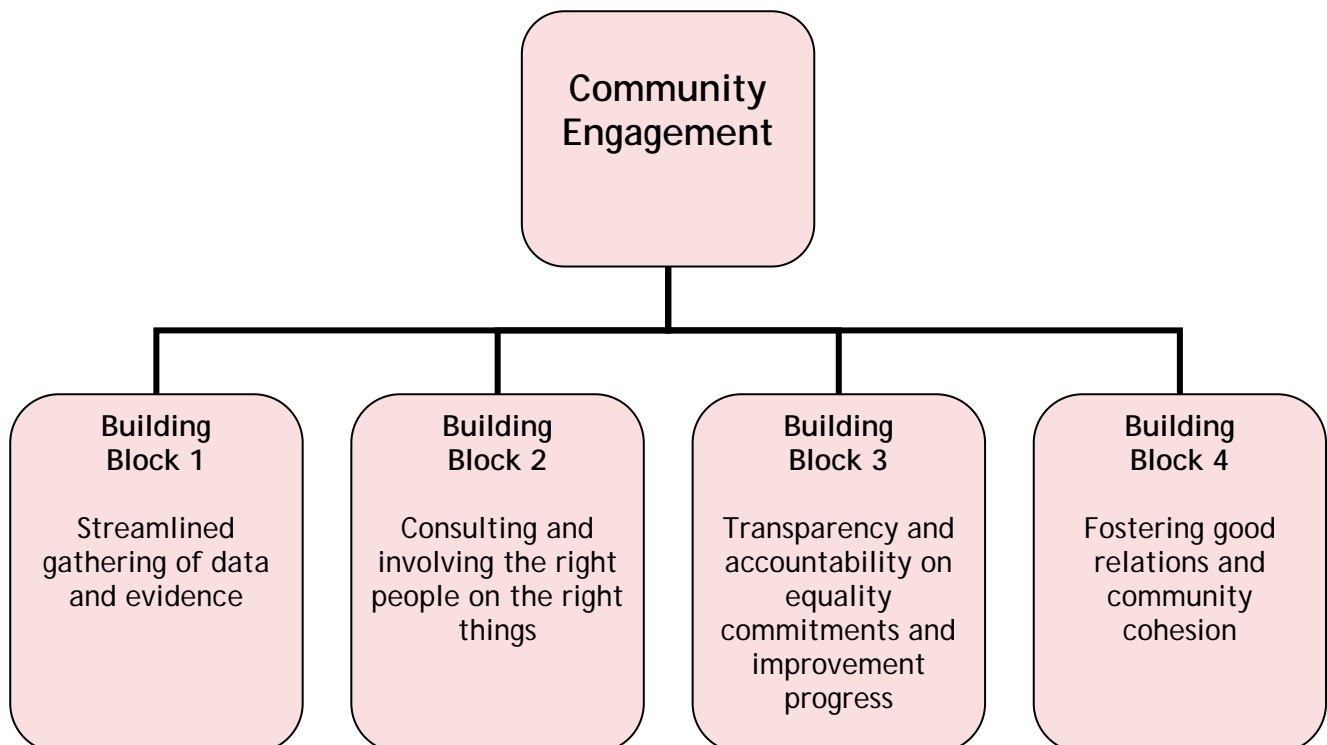 Community
Engagement
Building
Block 1
Streamlined
gathering of data
and evidence
Building
Block 2
Consulting and
involving the right
people on the right
things
Building
Block 3
Transparency and
accountability on
equality
commitments and
improvement
progress
Building
Block 4
Fostering good
relations and
community
cohesion